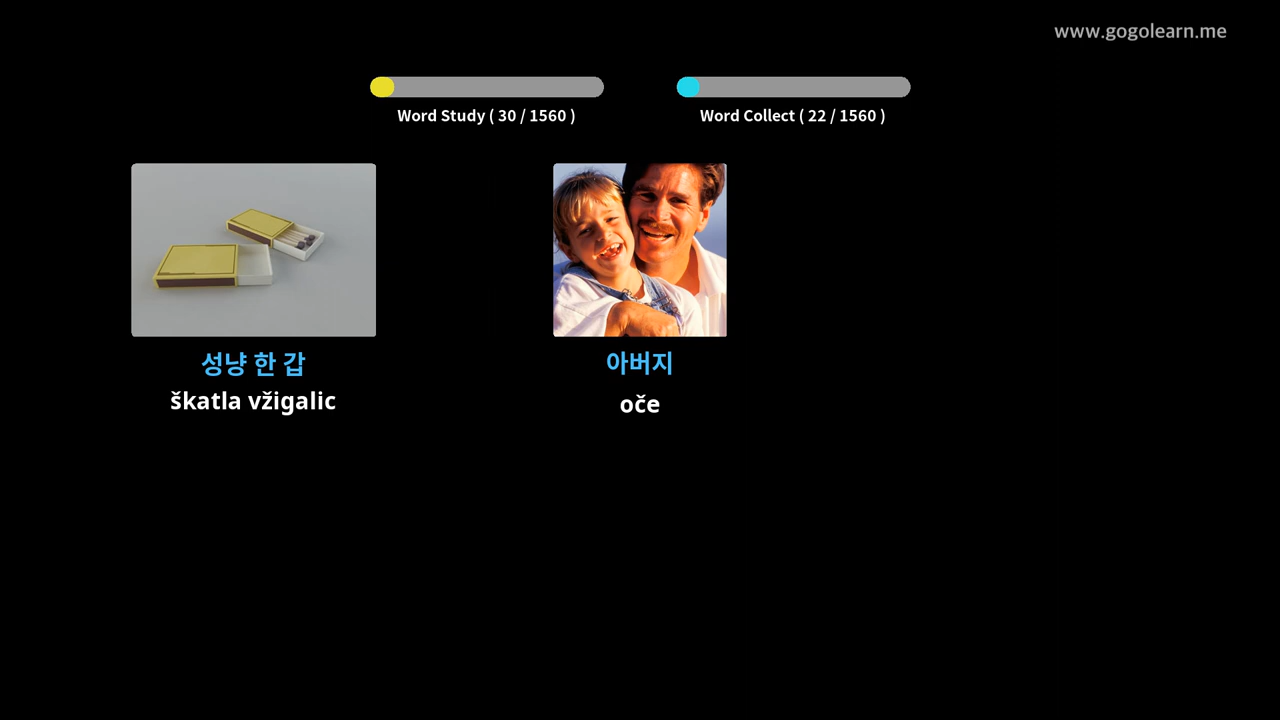 www.gogolearn.me
Word Study ( 30 / 1560 )
Word Collect ( 22 / 1560 )
성냥 한 갑
škatla vžigalic
아버지
oče